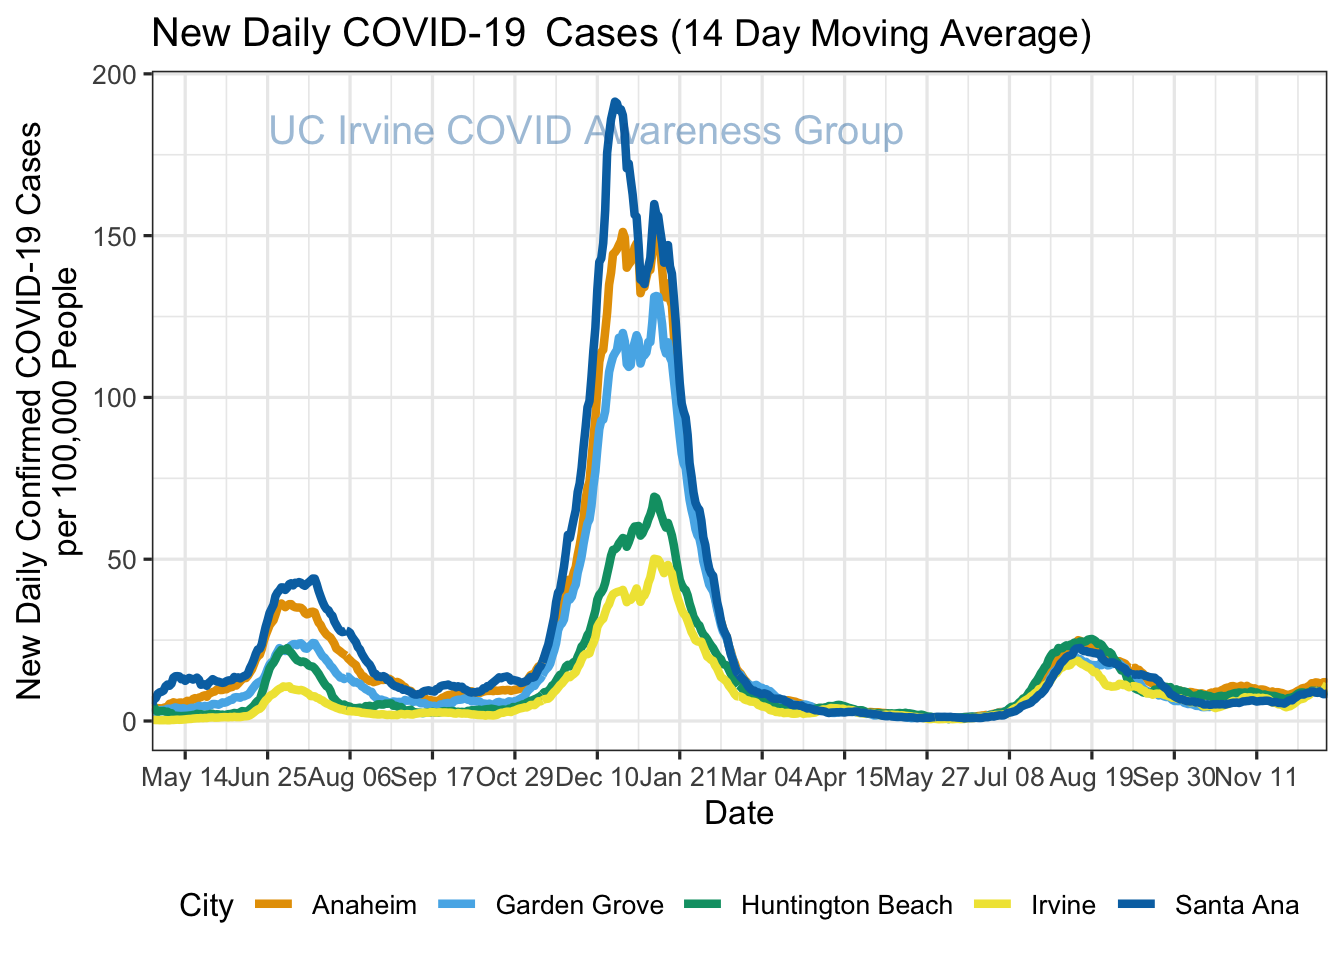 New Daily COVID-19 Cases (14 Day Moving Average)
UC Irvine COVID Awareness Group
New Daily Confirmed COVID-19 Cases
per 100,000 People
200
150
100
50
0
May 14 Jun 25 Aug 06 Sep 17 Oct 29 Dec 10 Jan 21 Mar 04 Apr 15 May 27 Jul 08 Aug 19 Sep 30 Nov 11
Date
City Anaheim Garden Grove Huntington Beach Irvine Santa Ana